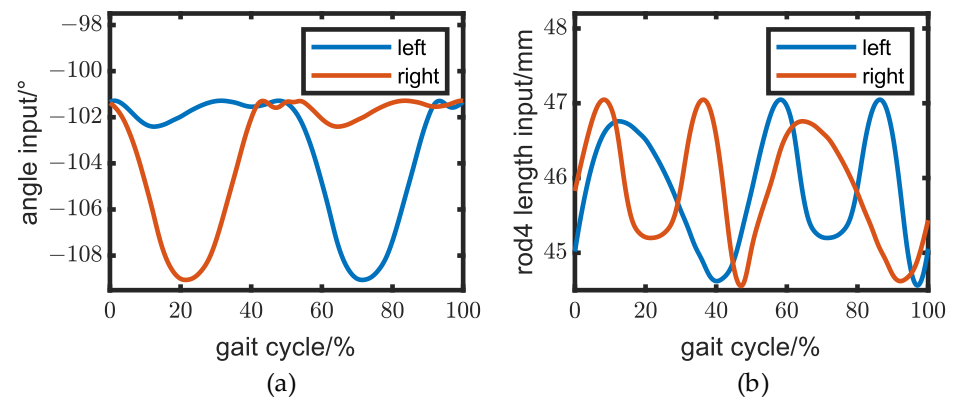 −98
−100
−102
−104
−106
−108
angle input/°
left
right
0 20 40 60 80 100
gait cycle/%
(a)
48
47
46
45
rod4 length input/mm
left
right
0 20 40 60 80 100
gait cycle/%
(b)